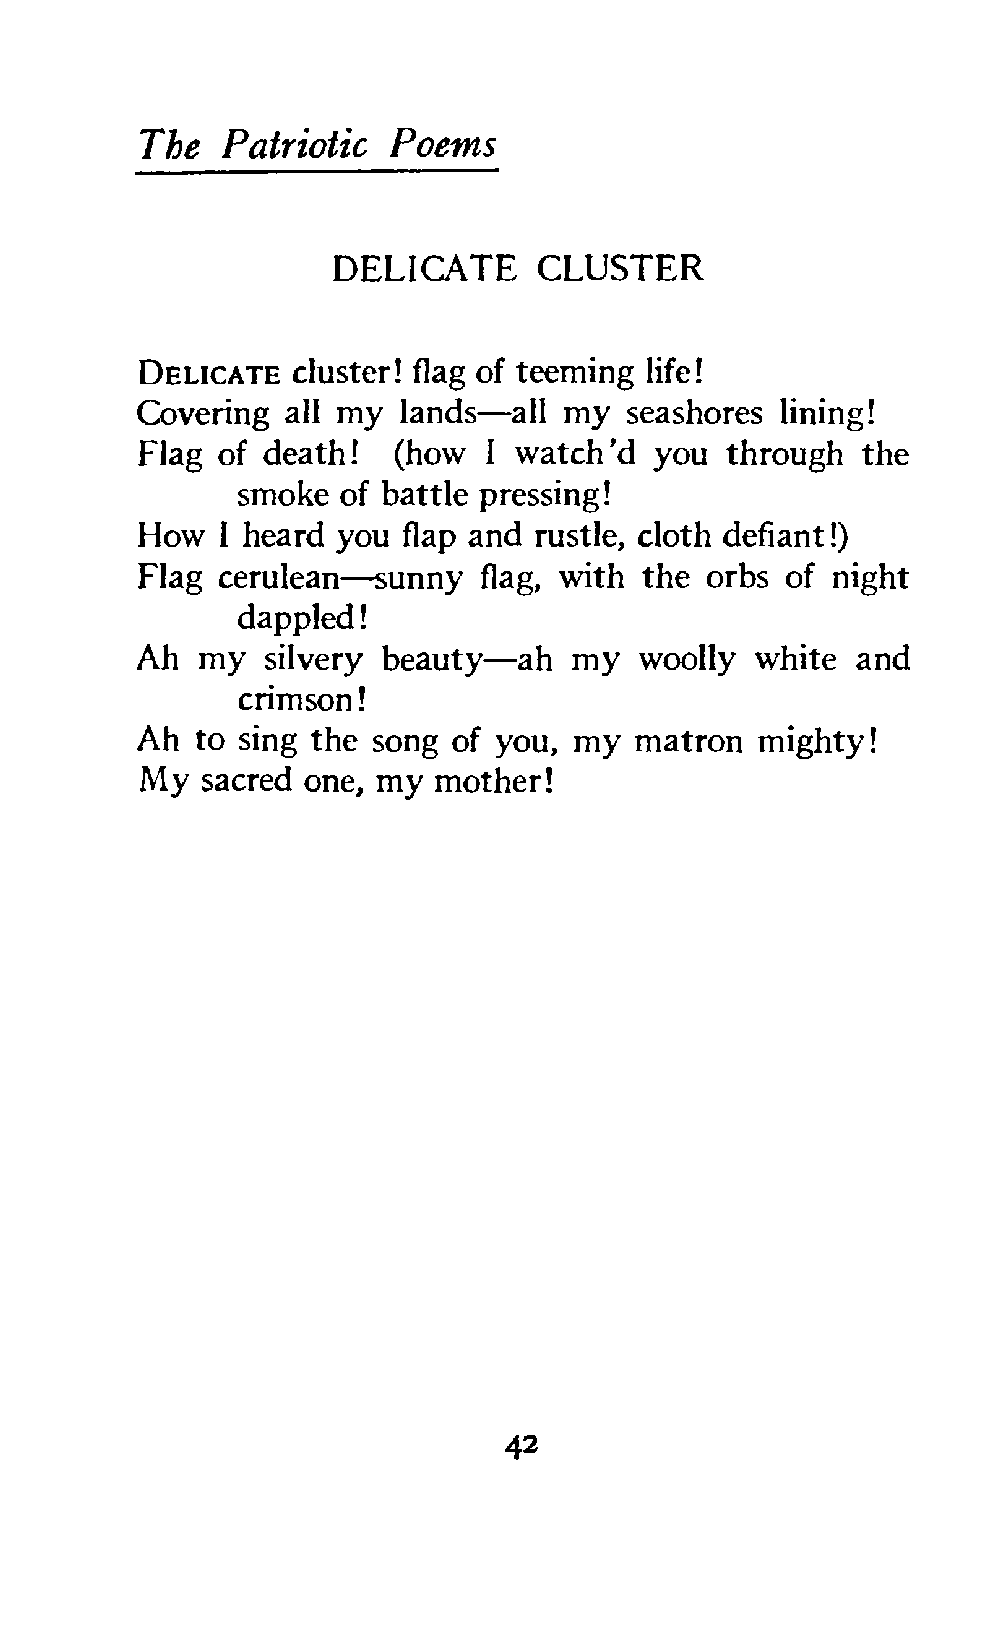 The Patriotic Poems
DELICATE CLUSTER
DELICATE cluster! flag of teeming life!
Covering all my lands—all my seashores lining!
Flag of death! (how I watch'd you through the
smoke of battle pressing!
How I heard you flap and rustle, cloth defiant!)
Flag cerulean—sunny flag, with the orbs of night
dappled!
Ah my silvery beauty—ah my woolly white and
crimson!
Ah to sing the song of you, my matron mighty!
My sacred one, my mother!
42